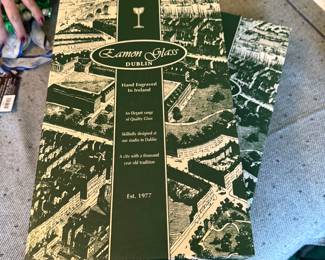 Eamon Glass
DUBLIN
Hand Engraved
In Ireland
An Elegant range
of Quality Glass
Skillfully designed at
our studio in Dublin
A city with a thousand
year old tradition
Est. 1977